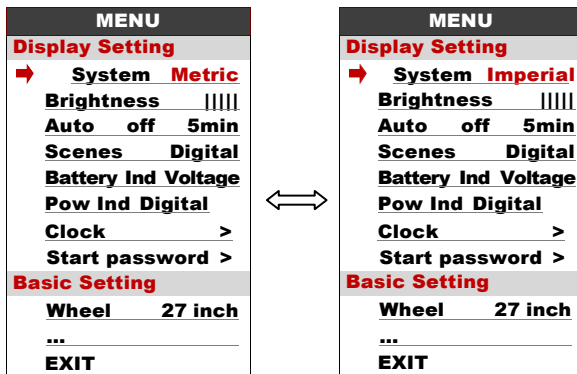 MENU
Display Setting
System Metric
Brightness |||||
Auto off 5min
Scenes Digital
Battery Ind Voltage
Pow Ind Digital
Clock >
Start password >
Basic Setting
Wheel 27 inch
...
EXIT
MENU
Display Setting
System Imperial
Brightness |||||
Auto off 5min
Scenes Digital
Battery Ind Voltage
Pow Ind Digital
Clock >
Start password >
Basic Setting
Wheel 27 inch
...
EXIT